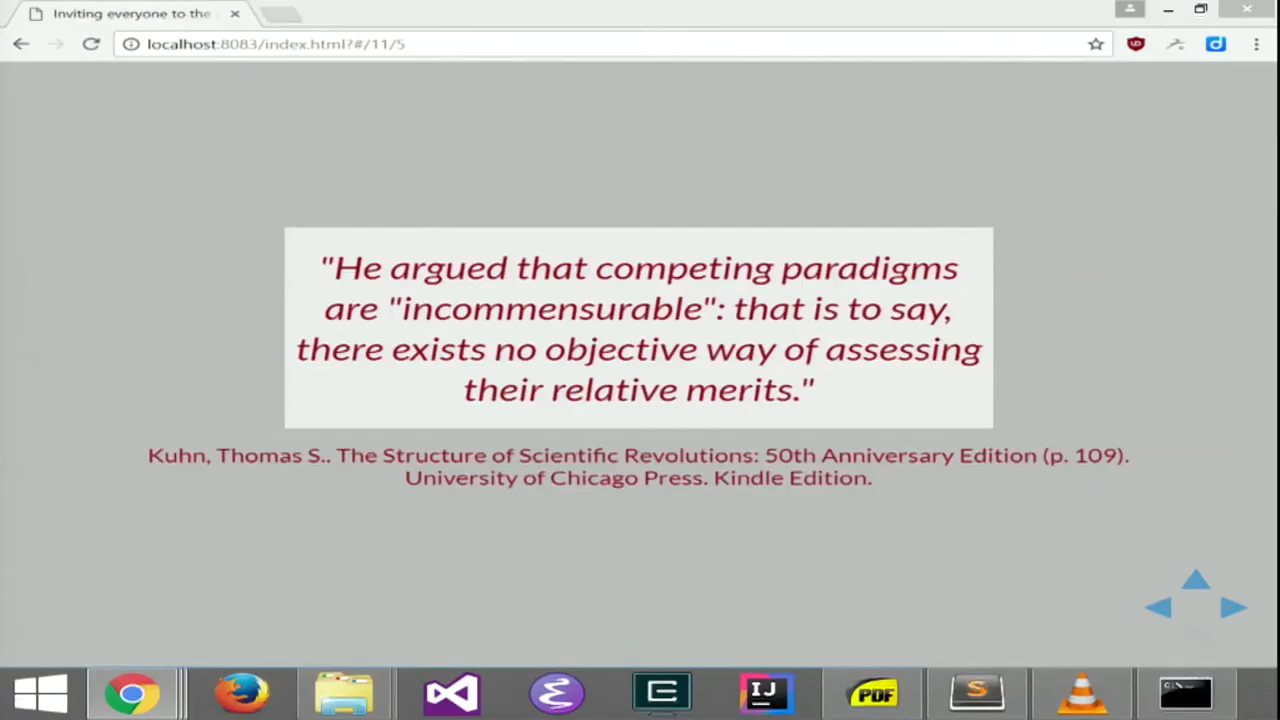 Inviting everyone to the
localhost:8083/index.html?#/11/5
"He argued that competing paradigms
are "incommensurable": that is to say,
there exists no objective way of assessing
their relative merits."
Kuhn, Thomas S.. The Structure of Scientific Revolutions: 50th Anniversary Edition (p. 109).
University of Chicago Press. Kindle Edition.
IJ
PDF
S